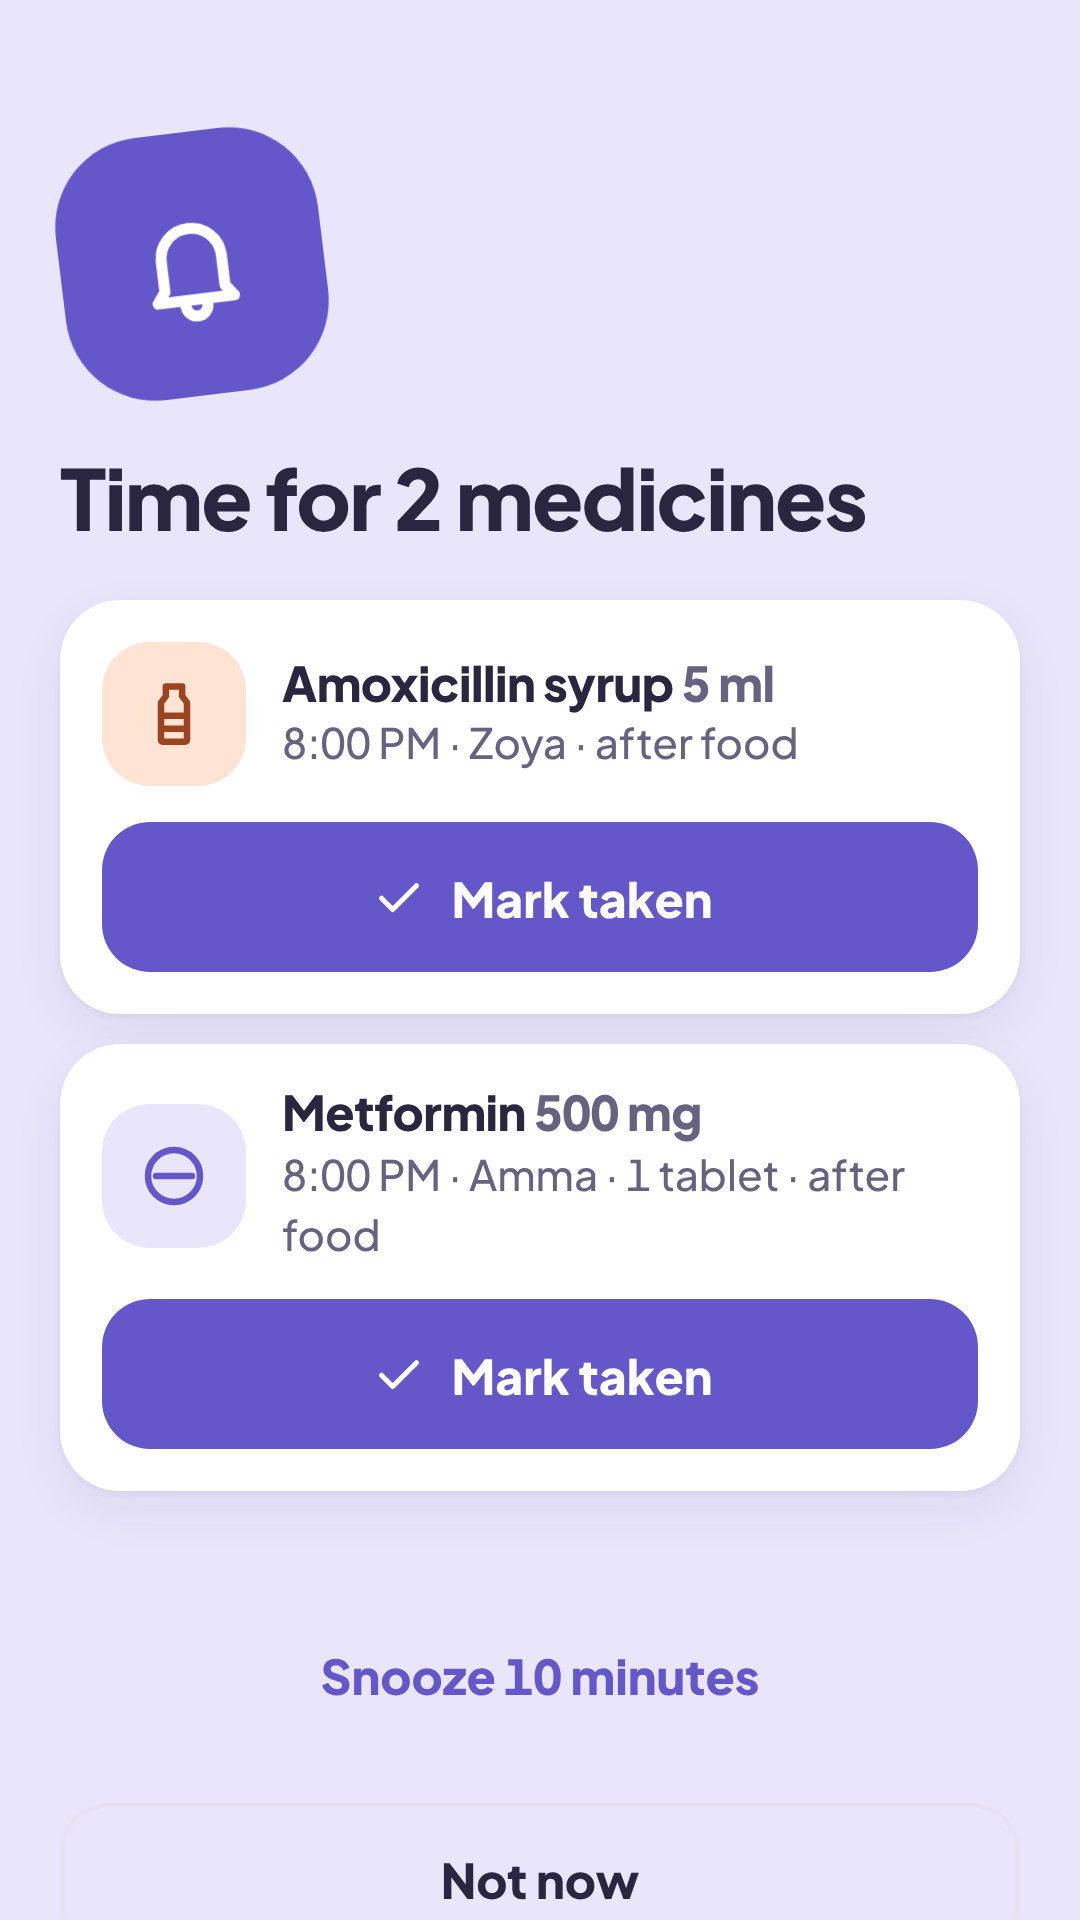 Time for 2 medicines
Amoxicillin syrup 5 ml
8:00 PM · Zoya · after food
Mark taken
Metformin 500 mg
8:00 PM · Amma · 1 tablet · after
food
Mark taken
Snooze 10 minutes
Not now